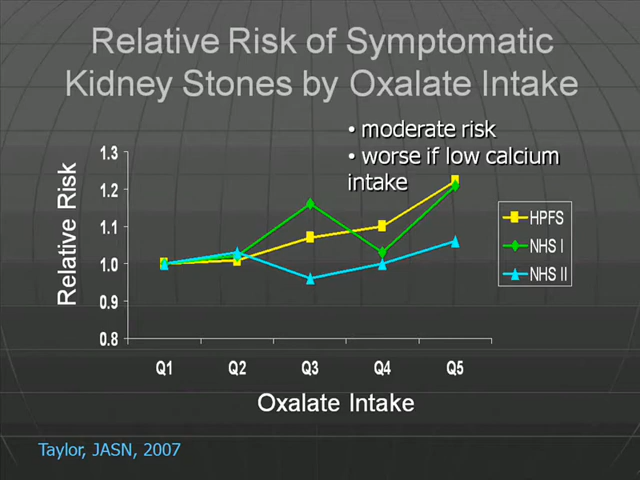 Relative Risk of Symptomatic
Kidney Stones by Oxalate Intake
• moderate risk
• worse if low calcium
intake
Relative Risk
1.3
1.2
1.1
1.0
0.9
0.8
Q1 Q2 Q3 Q4 Q5
Oxalate Intake
HPFS
NHS I
NHS II
Taylor, JASN, 2007